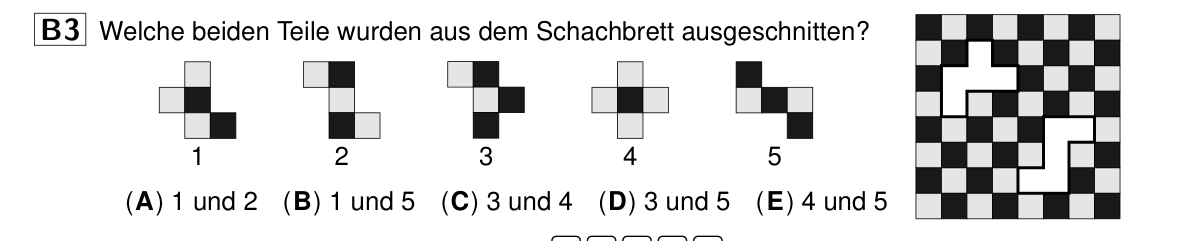 B3 Welche beiden Teile wurden aus dem Schachbrett ausgeschnitten?
1 2 3 4 5
(A) 1 und 2 (B) 1 und 5 (C) 3 und 4 (D) 3 und 5 (E) 4 und 5